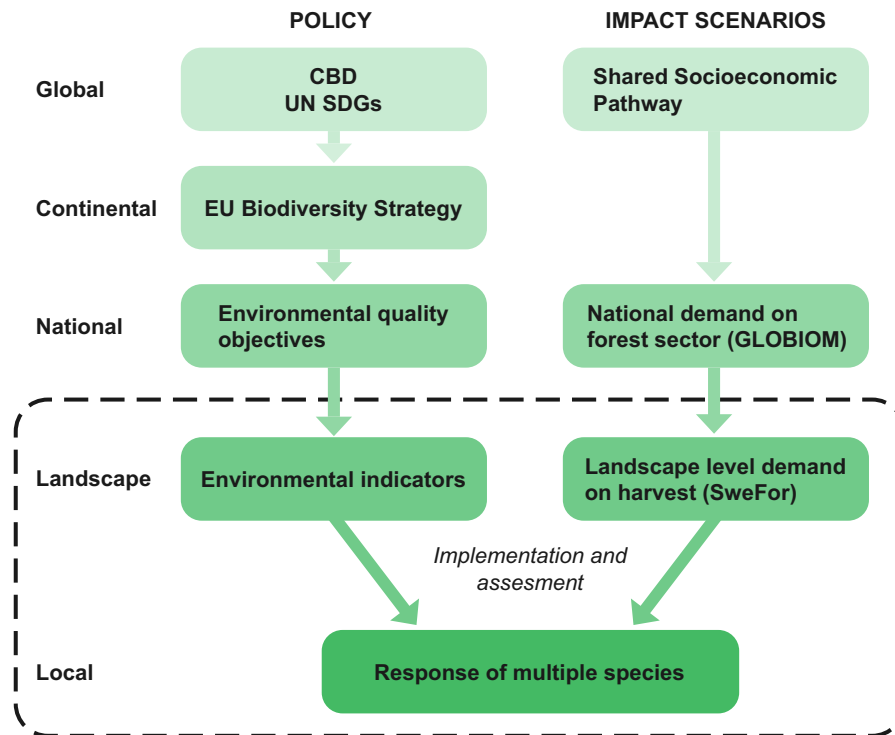 POLICY
IMPACT SCENARIOS
Global
CBD
UN SDGs
Shared Socioeconomic
Pathway
Continental
EU Biodiversity Strategy
National
Environmental quality
objectives
National demand on
forest sector (GLOBIOM)
Landscape
Environmental indicators
Landscape level demand
on harvest (SweFor)
Implementation and
assesment
Local
Response of multiple species